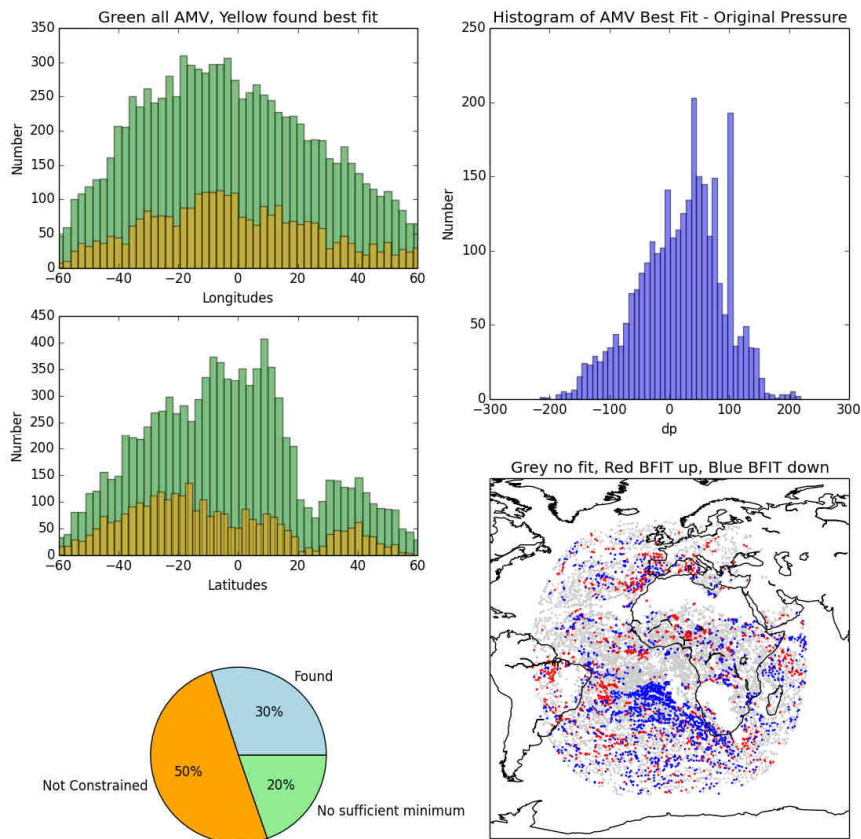 Green all AMV, Yellow found best fit
350
300
250
200
150
100
50
0
Number
−60 −40 −20 0 20 40 60
Longitudes
450
400
350
300
250
200
150
100
50
0
Number
−60 −40 −20 0 20 40 60
Latitudes
Found
30%
50%
Not Constrained
20%
No sufficient minimum
Histogram of AMV Best Fit - Original Pressure
250
200
150
100
50
0
Number
−300 −200 −100 0 100 200 300
dp
Grey no fit, Red BFIT up, Blue BFIT down